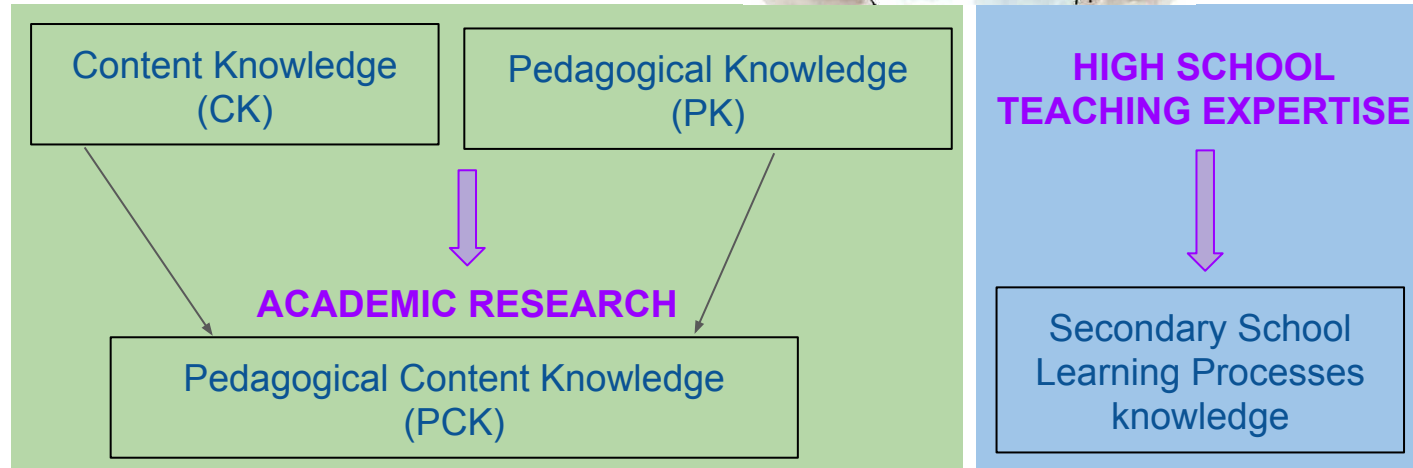 Content Knowledge
(CK)
Pedagogical Knowledge
(PK)
ACADEMIC RESEARCH
Pedagogical Content Knowledge
(PCK)
HIGH SCHOOL
TEACHING EXPERTISE
Secondary School
Learning Processes
knowledge